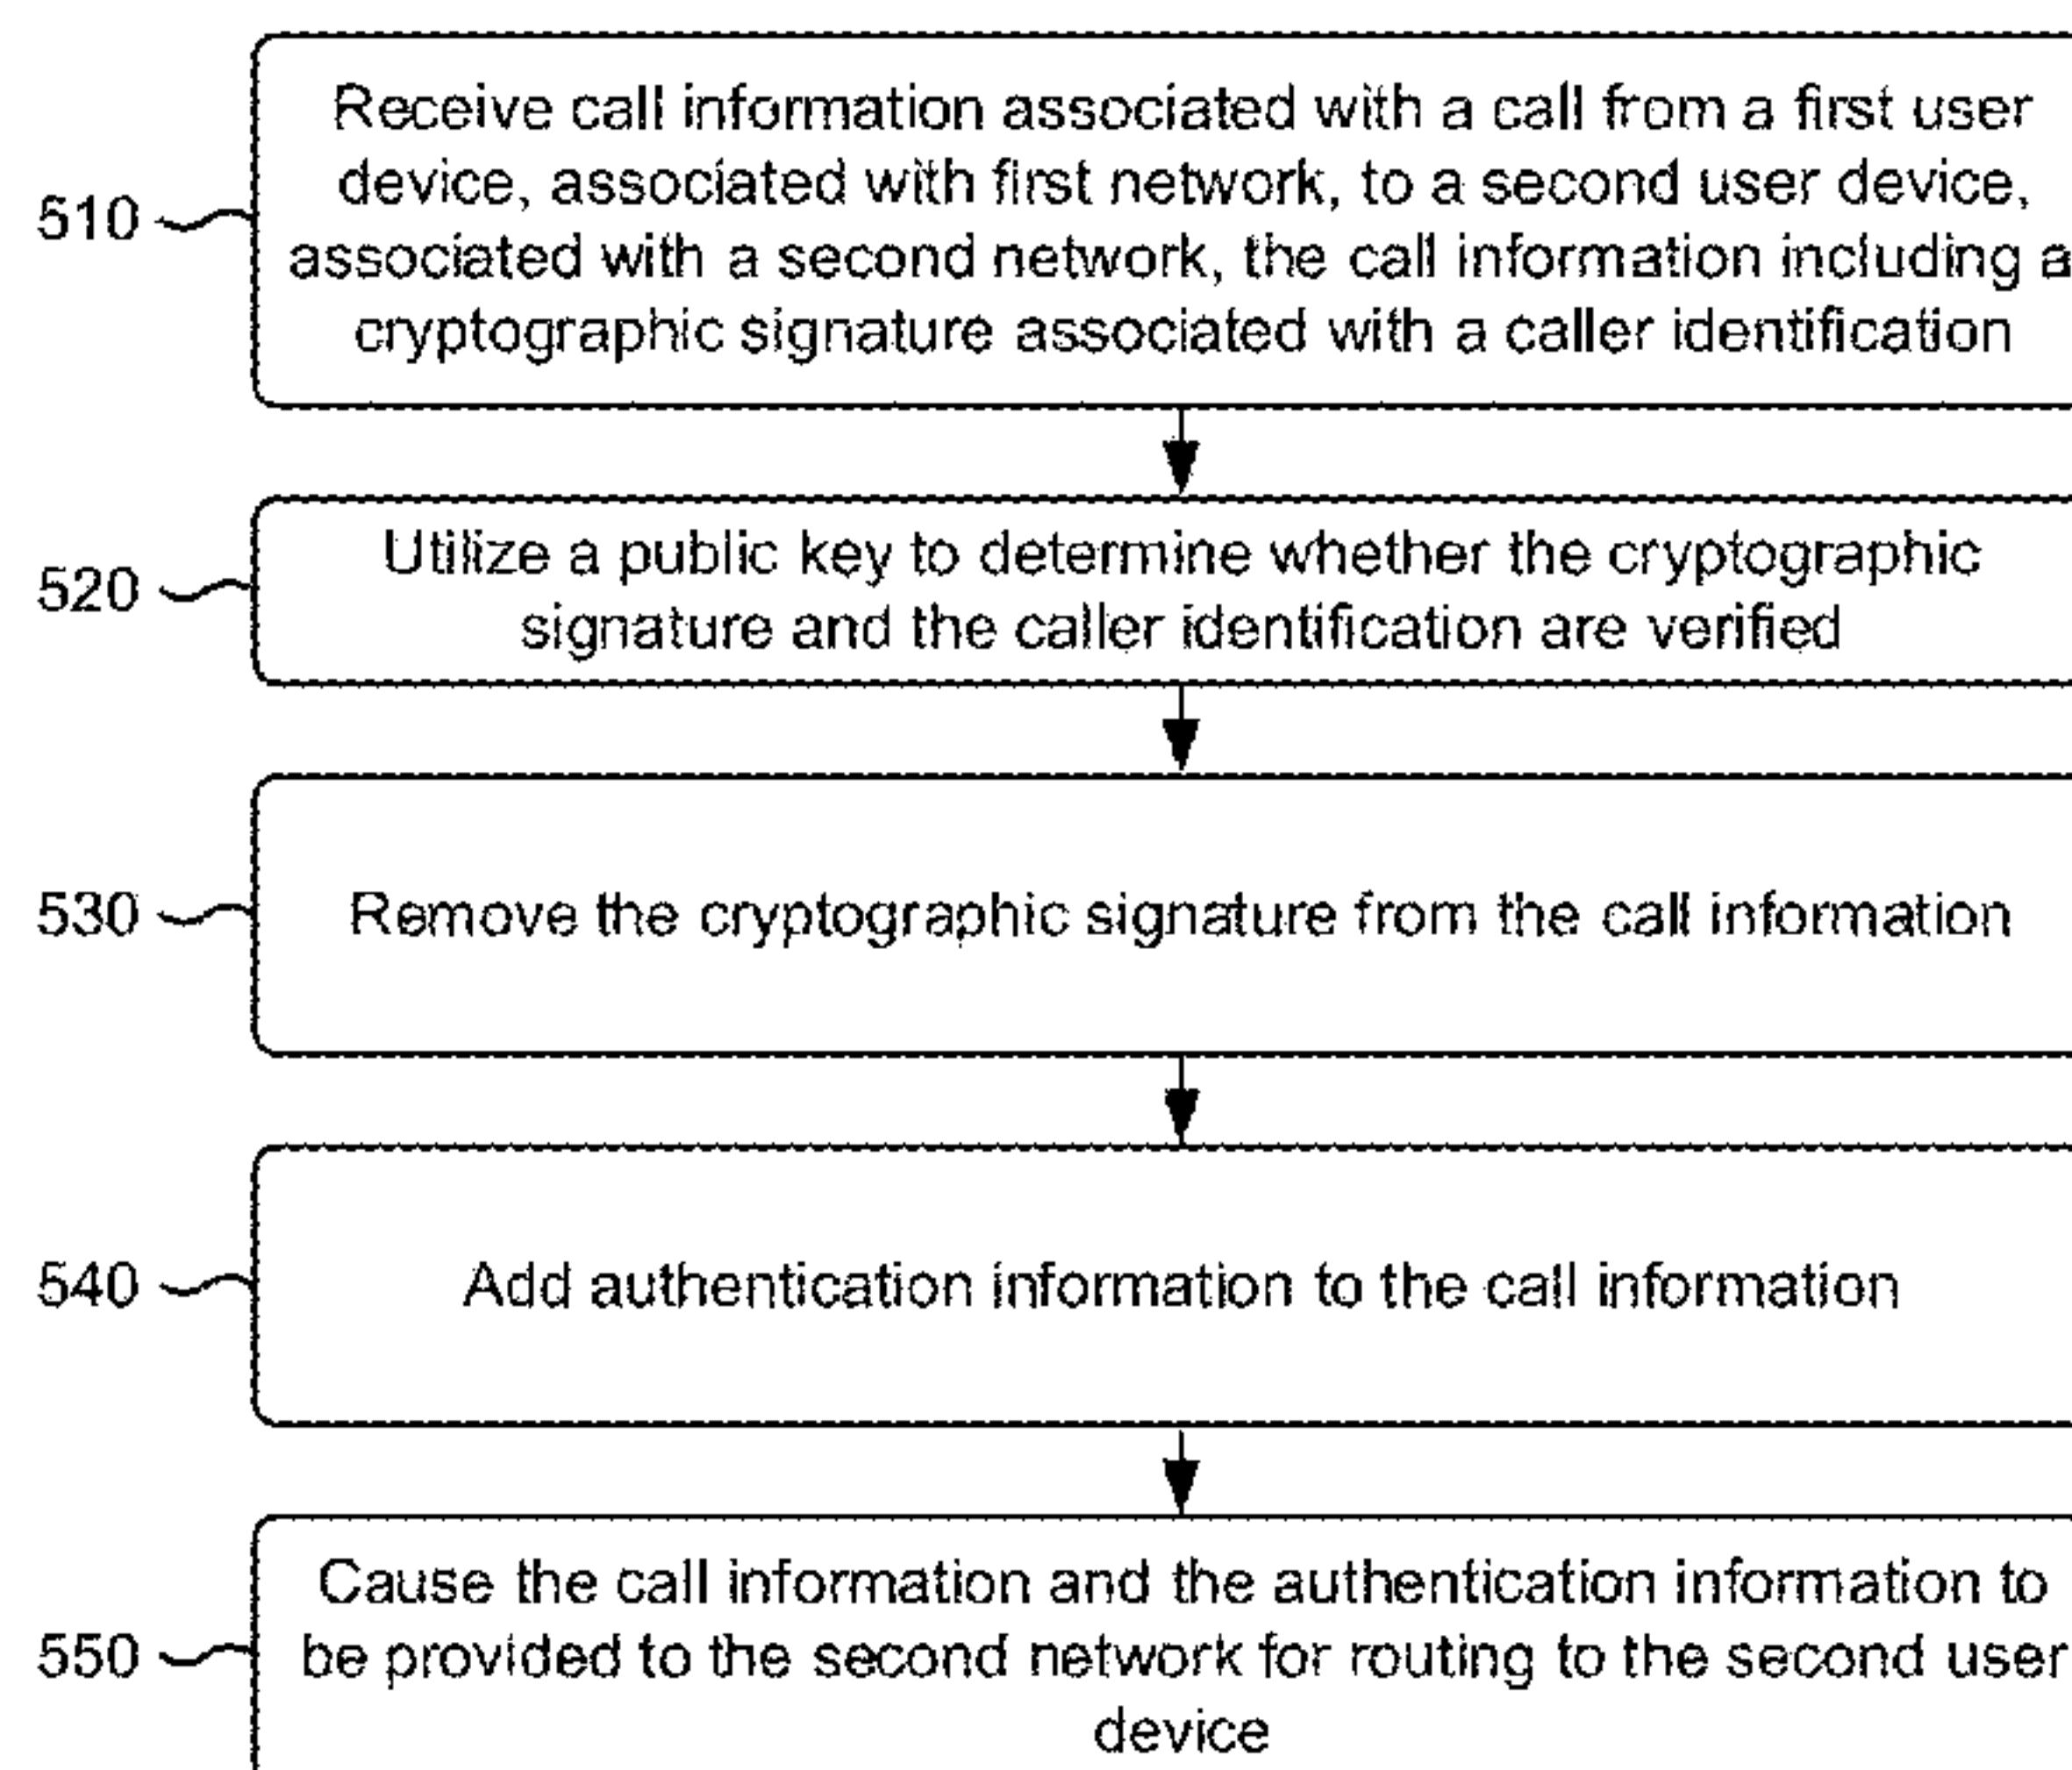 Receive call information associated with a call from a first user
device, associated with first network, to a second user device,
510
associated with a second network, the call information including a
cryptographic signature associated with a caller identification
Utilize a public key to determine whether the cryptographic
520
signature and the caller identification are verified
530
Remove the cryptographic signature from the call information
540
Add authentication information to the call information
Cause the call information and the authentication information to
550
be provided to the second network for routing to the second user
device